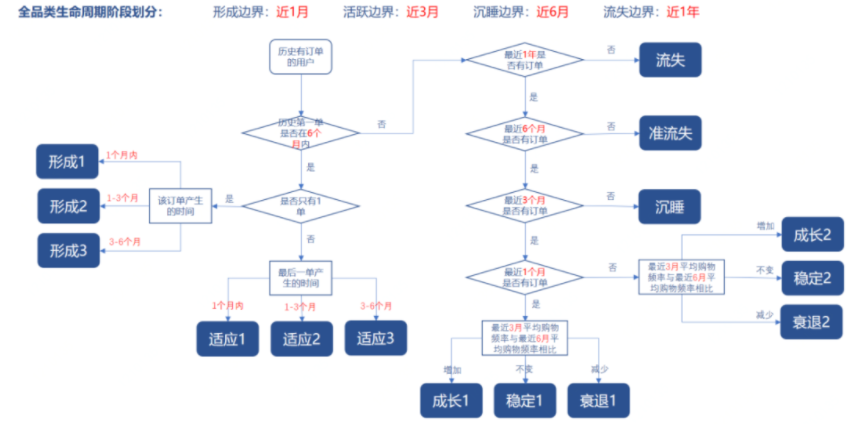 全品类生命周期阶段划分： 形成边界：近1月 活跃边界：近3月 沉睡边界：近6月 流失边界：近1年
历史有订单
的用户
历史第一单
是否在6个
月内
否
是
是否只有1
单
是
该订单产生
的时间
1个月内
形成1
1-3个月
形成2
3-6个月
形成3
否
最后一单产
生的时间
1个月内
1-3个月
3-6个月
适应1
适应2
适应3
最近1年是
否有订单
否
流失
是
最近6个月
是否有订单
否
准流失
是
最近3个月
是否有订单
否
沉睡
是
最近1个月
是否有订单
否
最近3月平均购物
频率与最近6月平
均购物频率相比
增加
成长2
不变
稳定2
减少
衰退2
是
最近3月平均购物
频率与最近6月平
均购物频率相比
增加
不变
减少
成长1
稳定1
衰退1